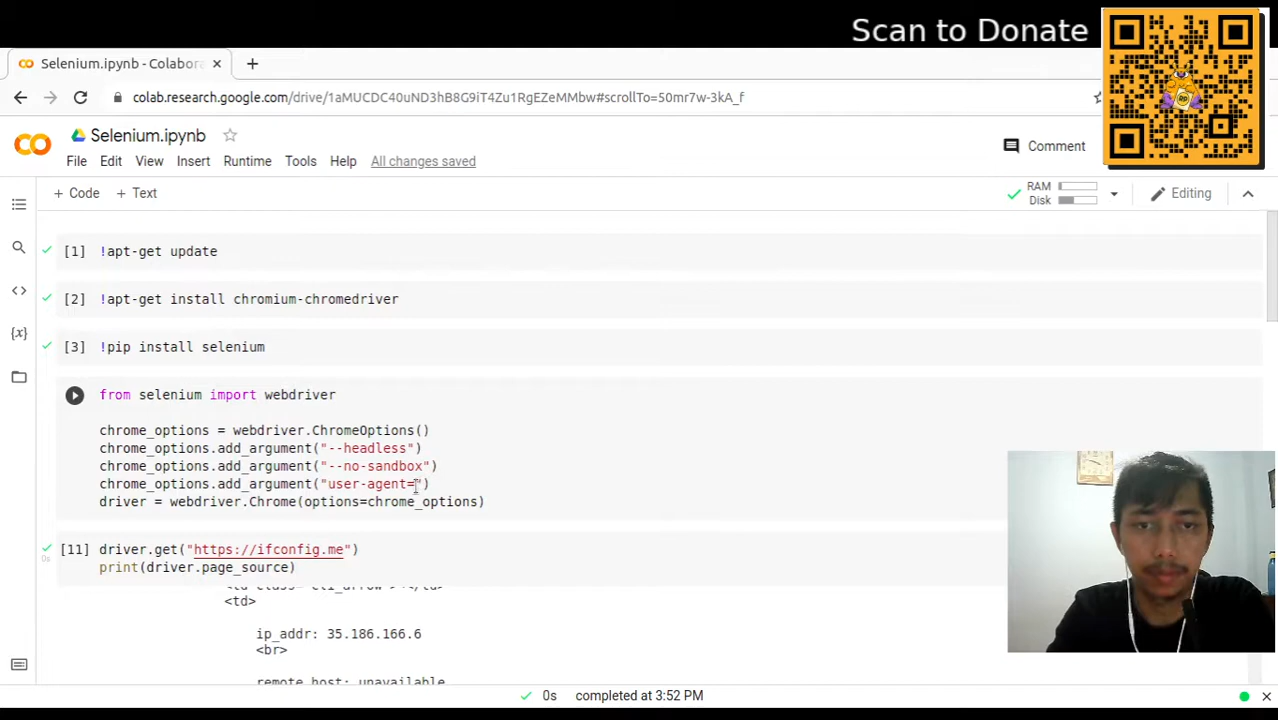 Scan to Donate
Selenium.ipynb - Colabora
colab.research.google.com/drive/1aMUCDC40uND3hB8G9iT4Zu1RgEZeMMbw#scrollTo=50mr7w-3kA_f
Selenium.ipynb
File Edit View Insert Runtime Tools Help All changes saved
Comment
+ Code + Text
RAM
Disk
Editing
[1] !apt-get update
[2] !apt-get install chromium-chromedriver
[3] !pip install selenium
from selenium import webdriver
chrome_options = webdriver.ChromeOptions()
chrome_options.add_argument("--headless")
chrome_options.add_argument("--no-sandbox")
chrome_options.add_argument("user-agent=")
driver = webdriver.Chrome(options=chrome_options)
[11] driver.get("https://ifconfig.me")
0s
print(driver.page_source)
<td>
ip_addr: 35.186.166.6
<br>
remote_host: unavailable
0s completed at 3:52 PM